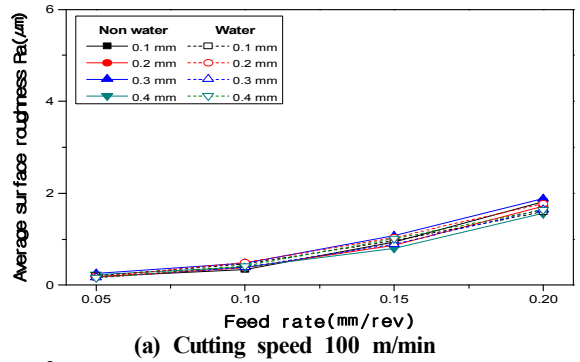 Average surface roughness Ra(㎛)
6
4
2
0
Non water Water
0.1 mm 0.1 mm
0.2 mm 0.2 mm
0.3 mm 0.3 mm
0.4 mm 0.4 mm
0.05 0.10 0.15 0.20
Feed rate(mm/rev)
(a) Cutting speed 100 m/min